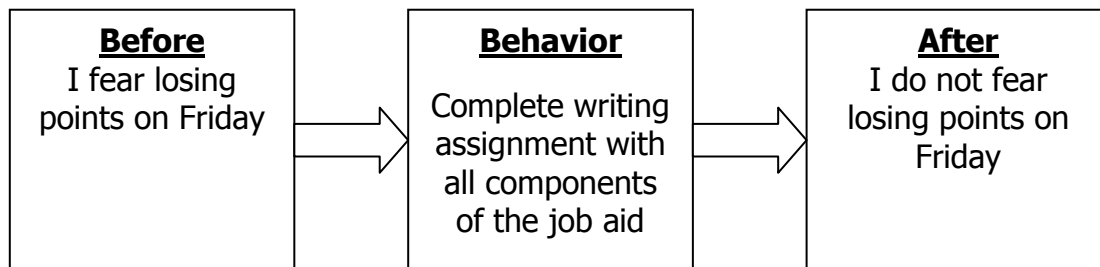 Before
I fear losing
points on Friday
Behavior
Complete writing
assignment with
all components
of the job aid
After
I do not fear
losing points on
Friday